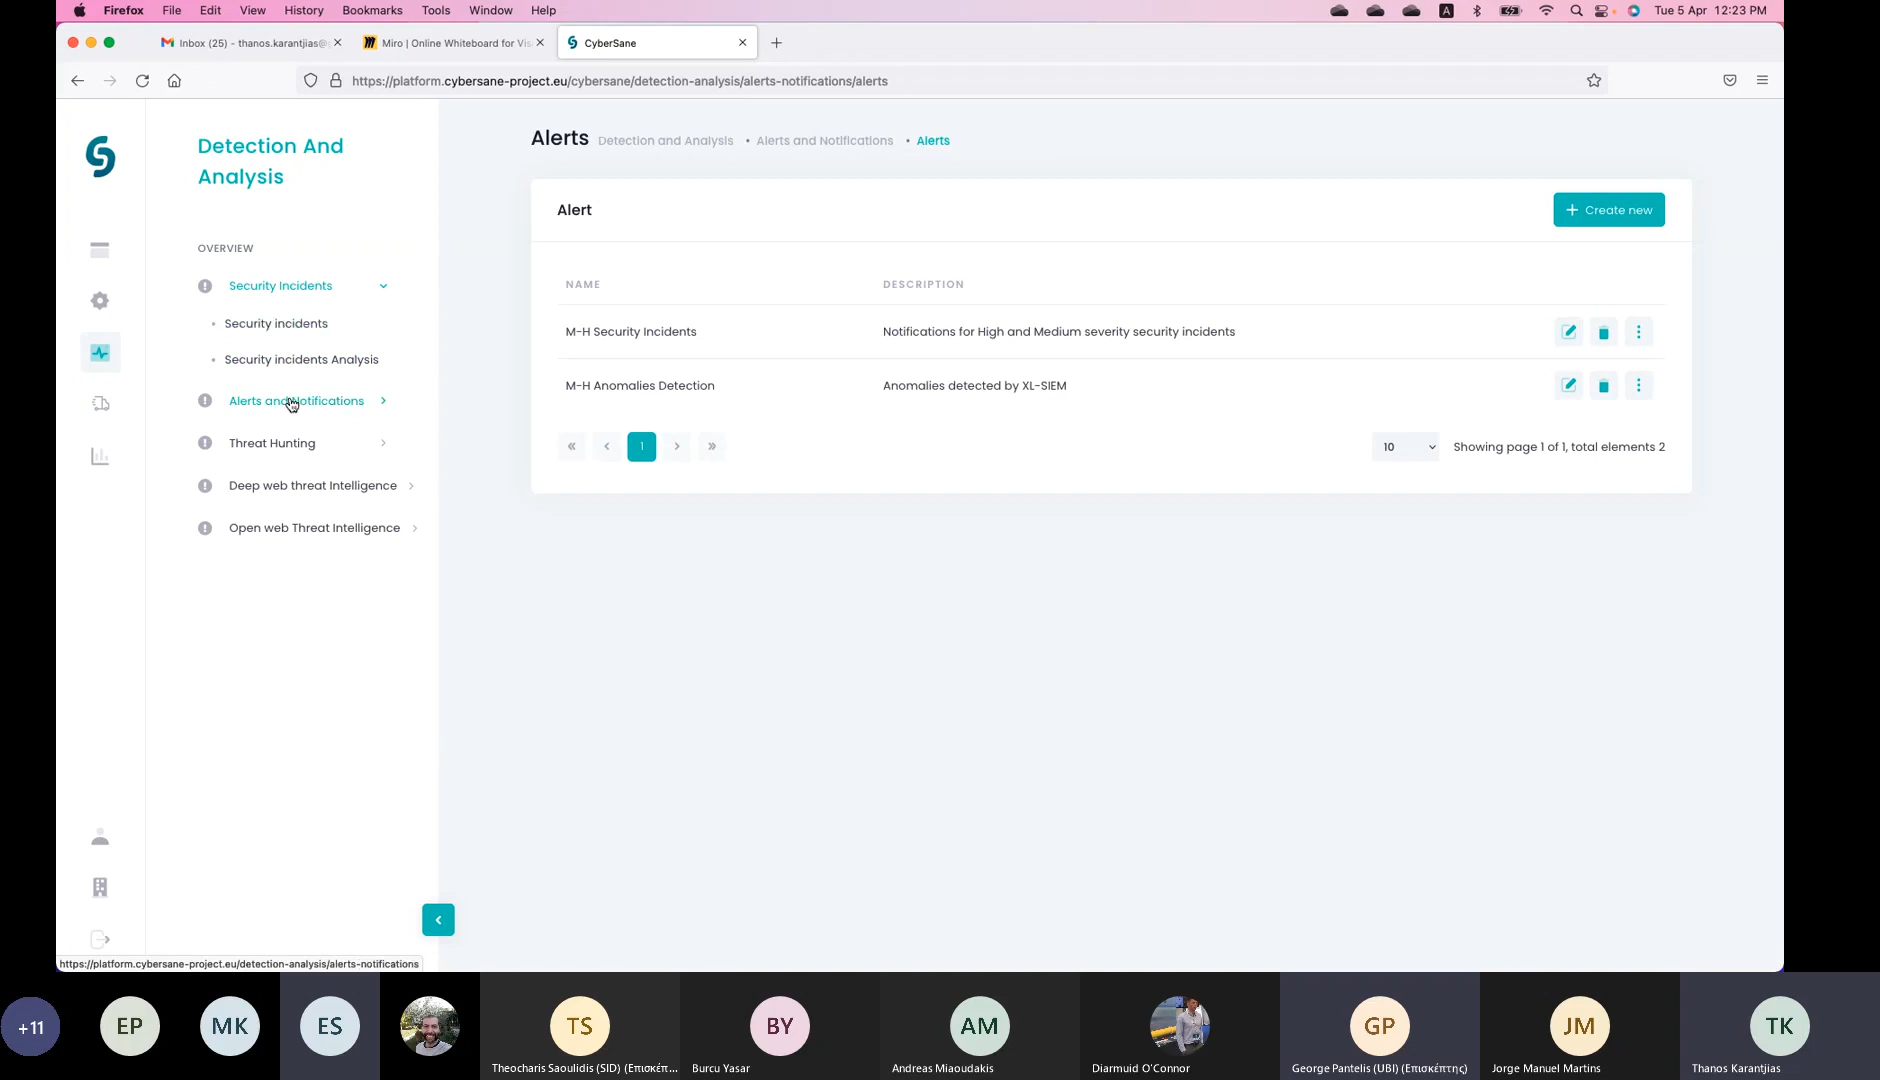 Firefox File Edit View History Bookmarks Tools Window Help A Tue 5 Apr 12:23 PM
Inbox (25) - thanos.karantjias@ Miro | Online Whiteboard for Vis CyberSane
https://platform.cybersane-project.eu/cybersane/detection-analysis/alerts-notifications/alerts
Detection And
Analysis
OVERVIEW
Security Incidents
Security incidents
Security incidents Analysis
Alerts and Notifications
Threat Hunting
Deep web threat Intelligence
Open web Threat Intelligence
Alerts Detection and Analysis • Alerts and Notifications • Alerts
Alert + Create new
NAME DESCRIPTION
M-H Security Incidents Notifications for High and Medium severity security incidents
M-H Anomalies Detection Anomalies detected by XL-SIEM
« ‹ 1 › » 10 Showing page 1 of 1, total elements 2
https://platform.cybersane-project.eu/detection-analysis/alerts-notifications
+11 EP MK ES TS BY AM GP JM TK
Theocharis Saoulidis (SID) (Επισκέπ... Burcu Yasar Andreas Miaoudakis Diarmuid O'Connor George Pantelis (UBI) (Επισκέπτης) Jorge Manuel Martins Thanos Karantjias